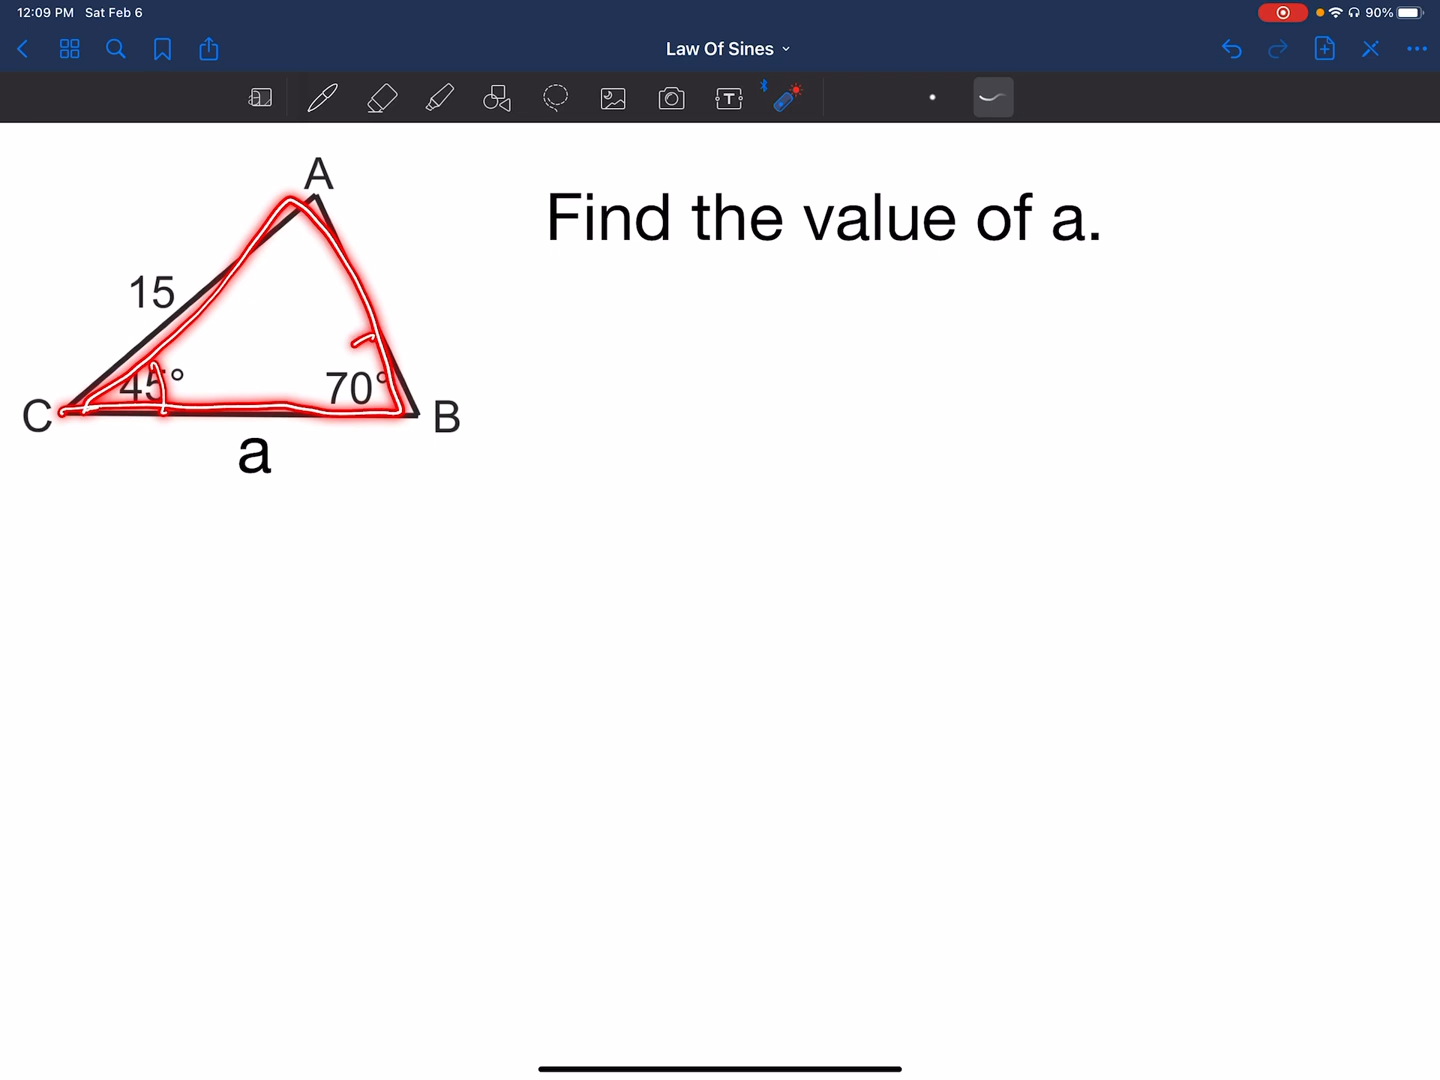 12:09 PM Sat Feb 6
90%
Law Of Sines
T
A
Find the value of a.
15
45°
70°
C
B
a